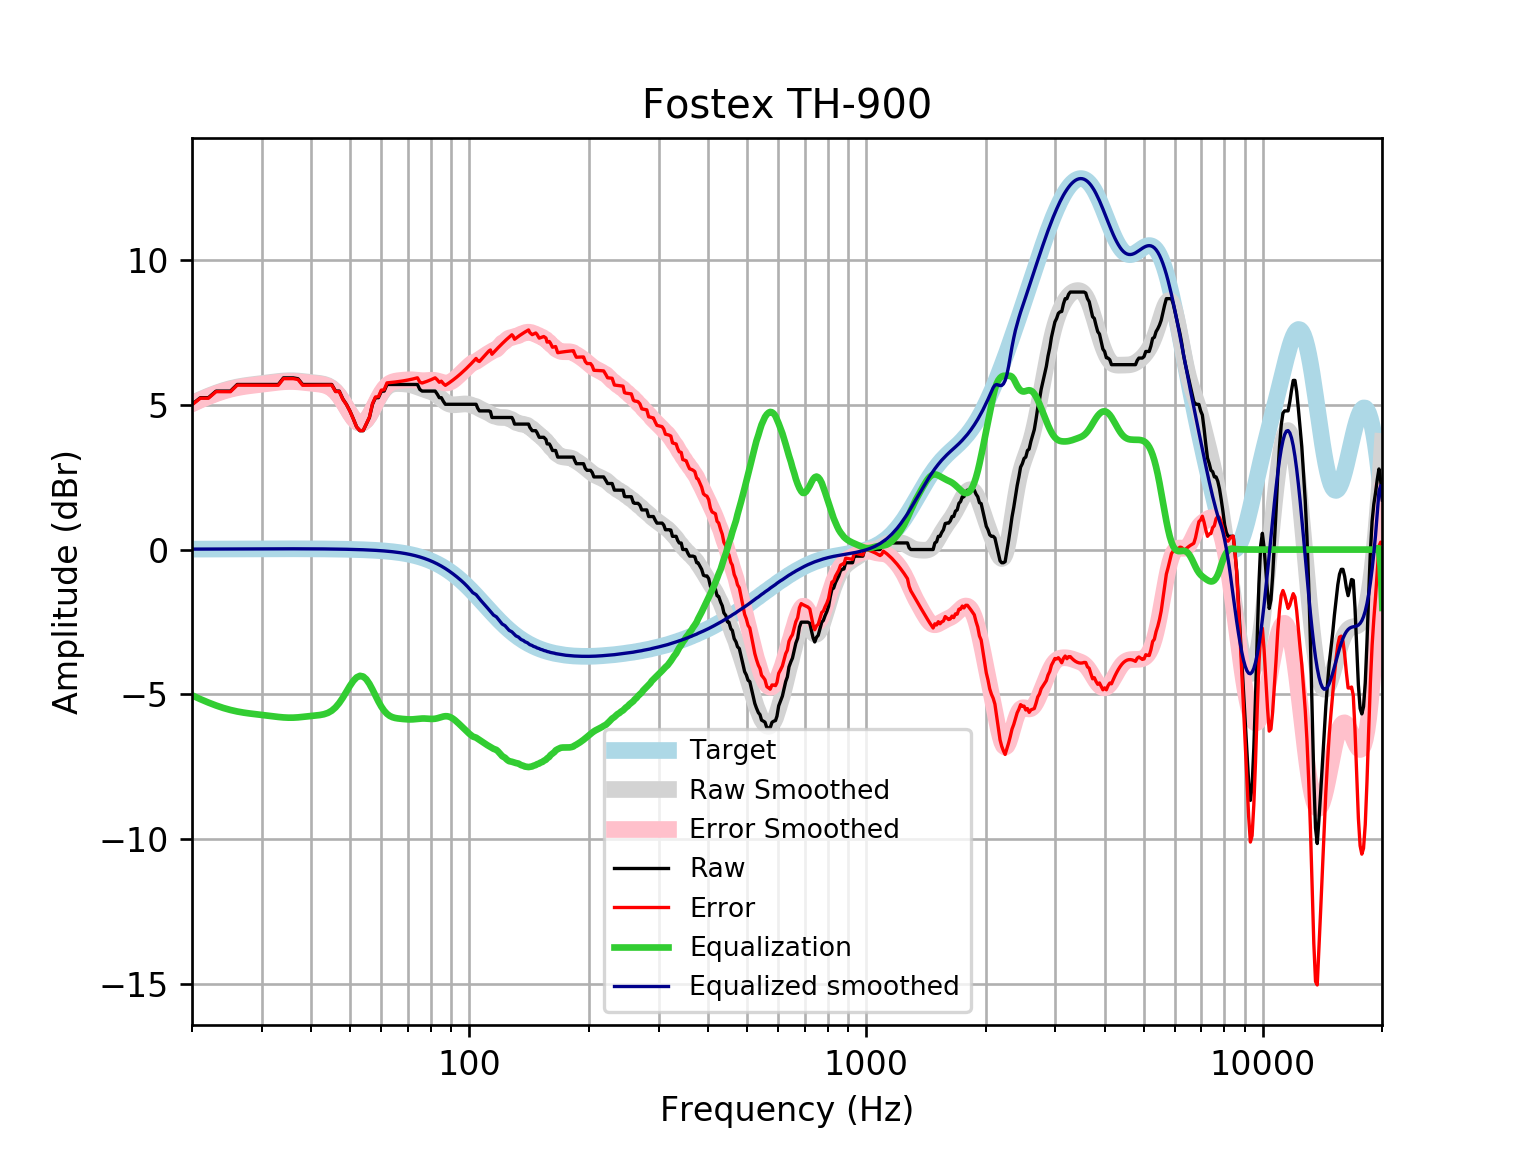 Fostex TH-900
Amplitude (dBr)
10
5
0
−5
−10
−15
Target
Raw Smoothed
Error Smoothed
Raw
Error
Equalization
Equalized smoothed
100
1000
10000
Frequency (Hz)